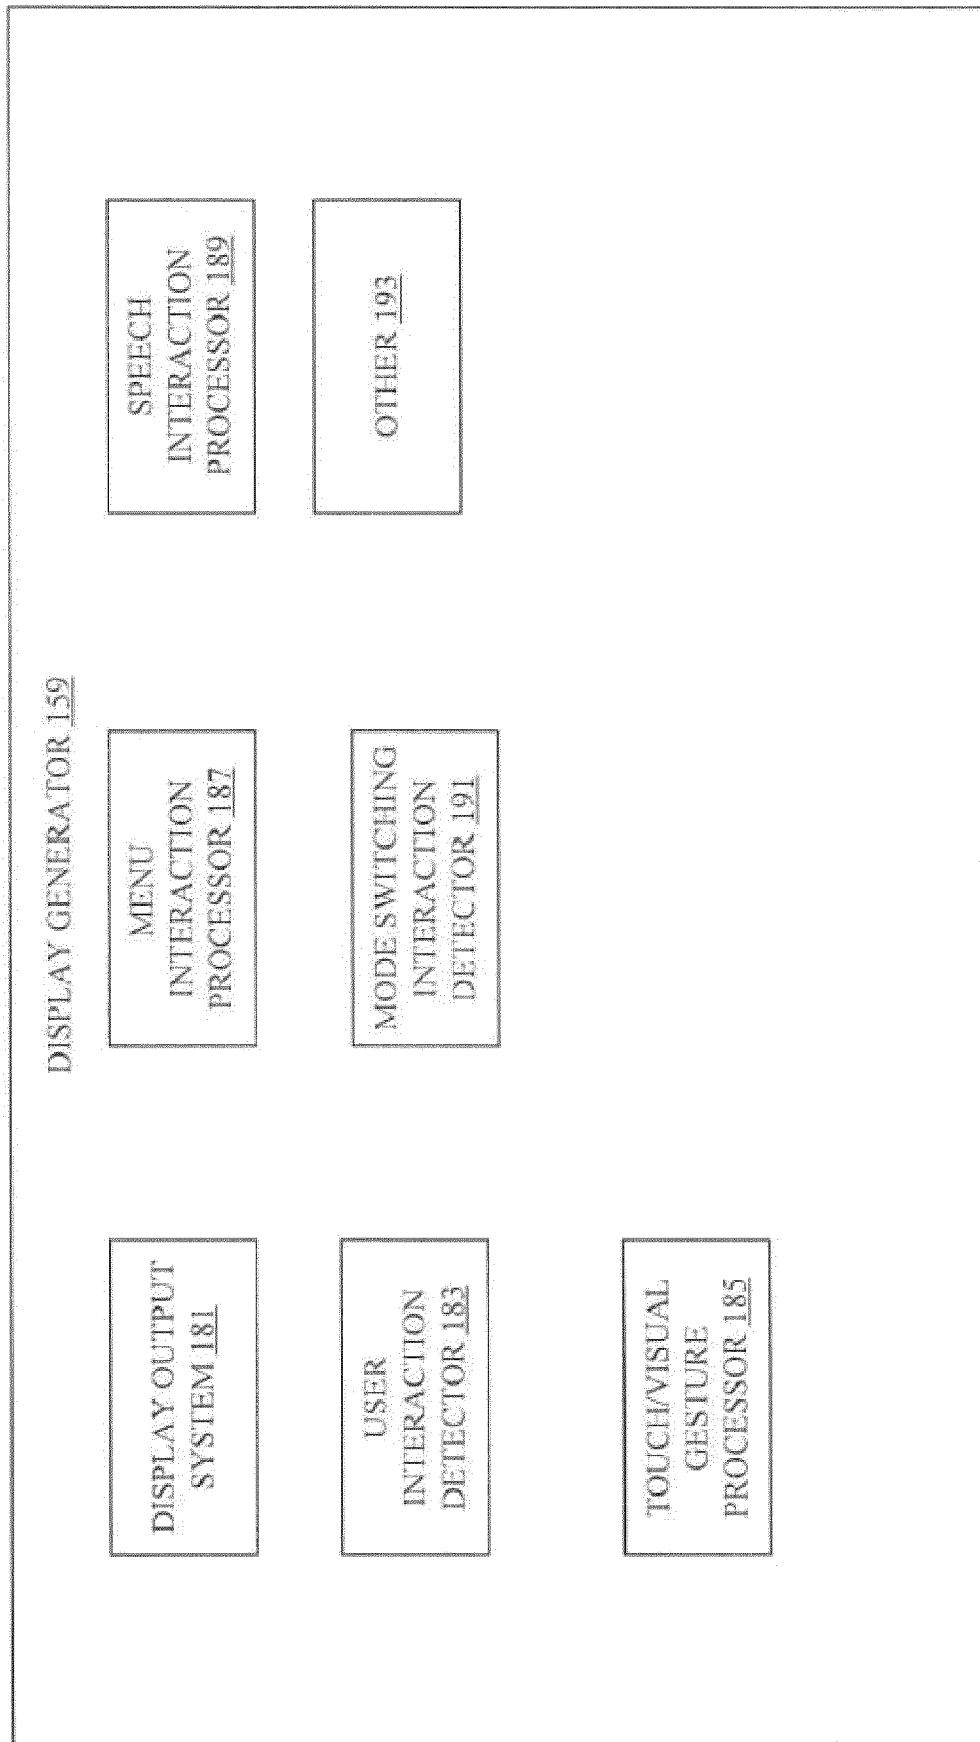 DISPLAY GENERATOR 159
DISPLAY OUTPUT
SYSTEM 181
USER
INTERACTION
DETECTOR 183
TOUCH/VISUAL
GESTURE
PROCESSOR 185
MENU
INTERACTION
PROCESSOR 187
MODE SWITCHING
INTERACTION
DETECTOR 191
SPEECH
INTERACTION
PROCESSOR 189
OTHER 193